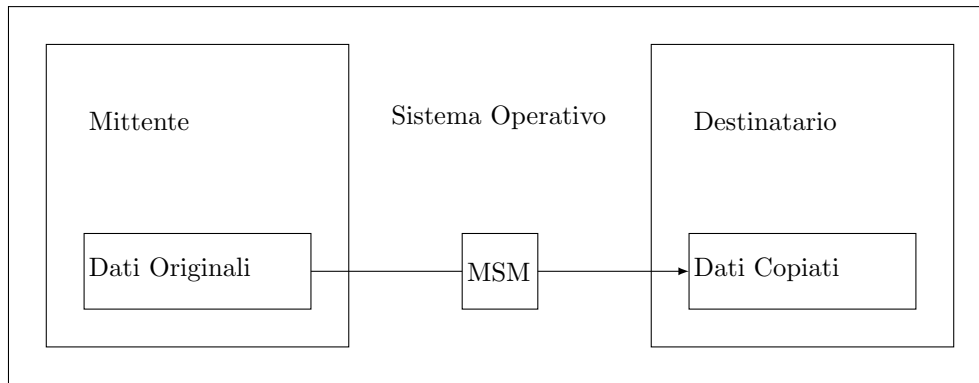 Mittente
Sistema Operativo
Destinatario
Dati Originali
MSM
Dati Copiati